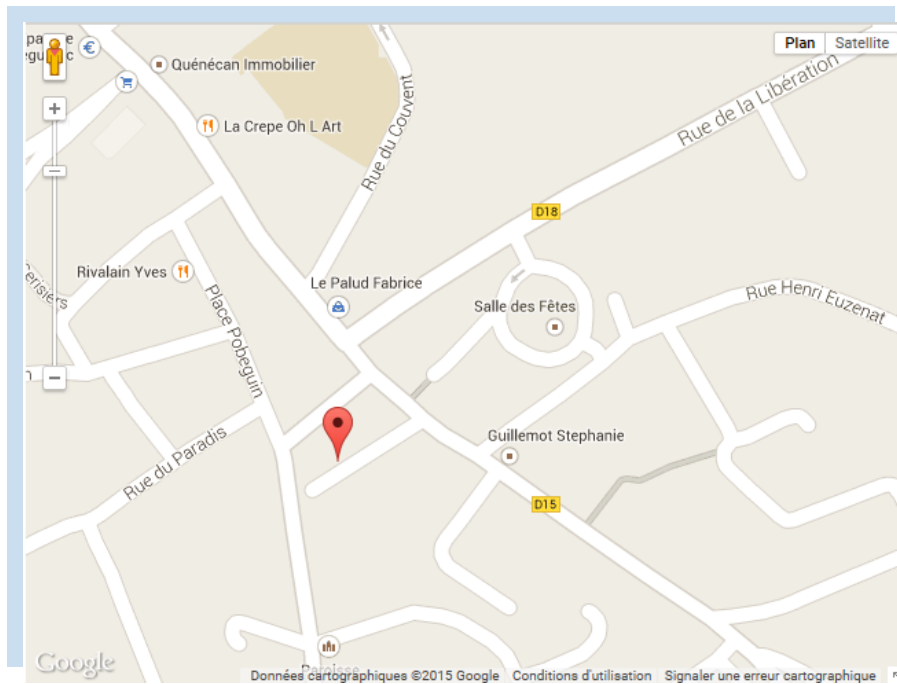 Plan
Satellite
€
Quénécan Immobilier
La Crepe Oh L Art
Rue du Couvent
Rue de la Libération
D18
Rivalain Yves
Le Palud Fabrice
Place Pobeguin
Salle des Fêtes
Rue Henri Euzenat
Rue du Paradis
Guillemot Stephanie
D15
Paroisse
Google
Données cartographiques ©2015 Google
Conditions d'utilisation
Signaler une erreur cartographique